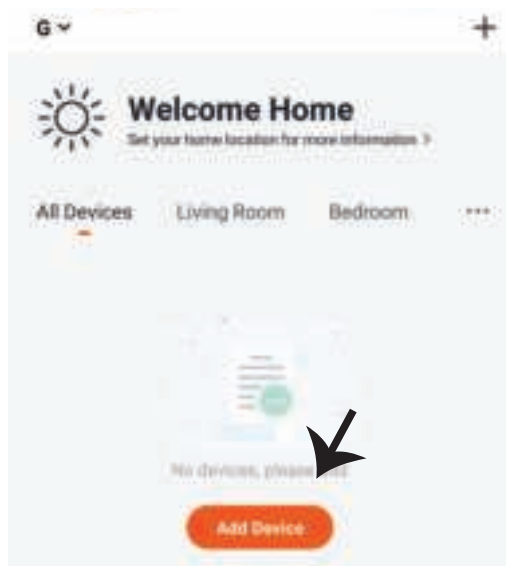 G
Welcome Home
Set your home location for more information >
All Devices
Living Room
Bedroom
...
No devices, please
Add Device